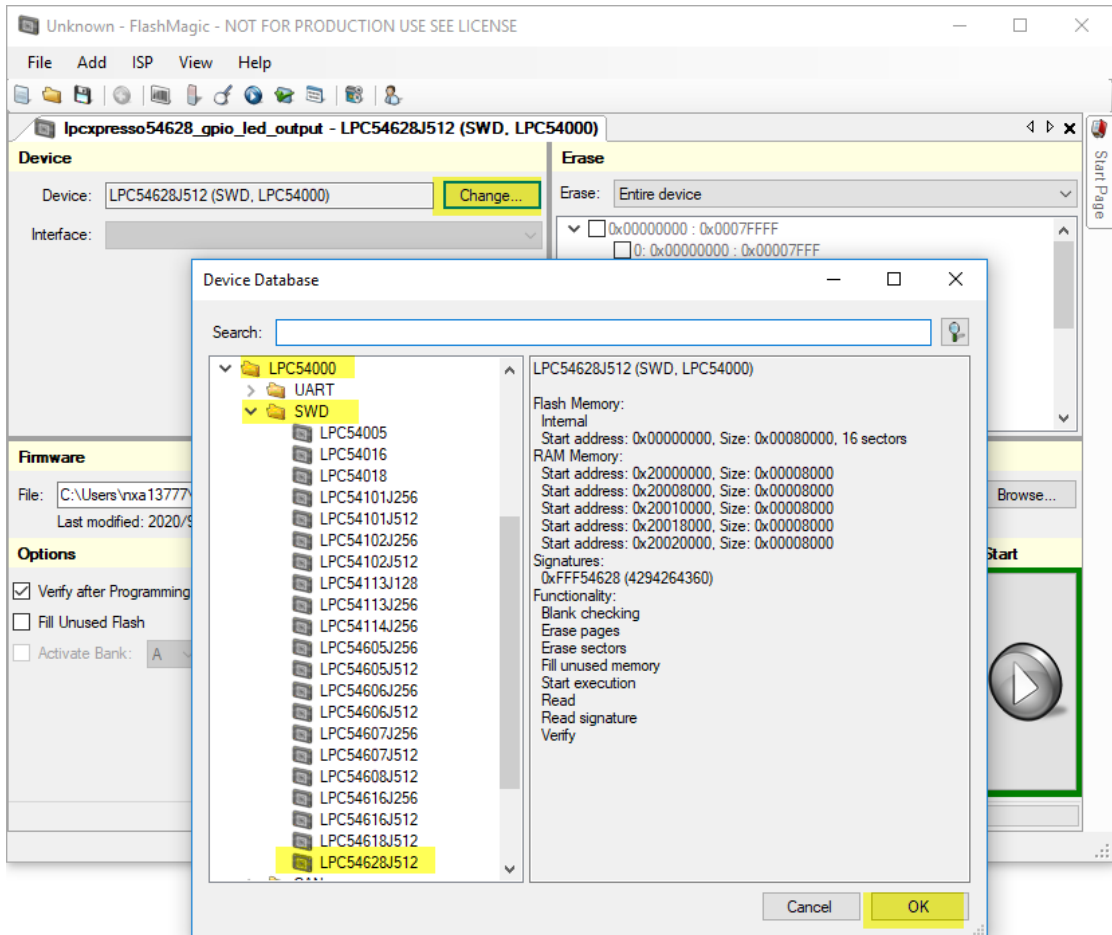 Unknown - FlashMagic - NOT FOR PRODUCTION USE SEE LICENSE
File Add ISP View Help
lpcxpresso54628_gpio_led_output - LPC54628J512 (SWD, LPC54000)
Start Page
Device
Device: LPC54628J512 (SWD, LPC54000) Change...
Interface:
Erase
Erase: Entire device
0x00000000 : 0x0007FFFF
0: 0x00000000 : 0x00007FFF
Firmware
File: C:\Users\nxa13777\
Browse...
Last modified: 2020/9
Options
Verify after Programming
Fill Unused Flash
Activate Bank: A
Start
Device Database
Search:
LPC54000
UART
SWD
LPC54005
LPC54016
LPC54018
LPC54101J256
LPC54101J512
LPC54102J256
LPC54102J512
LPC54113J128
LPC54113J256
LPC54114J256
LPC54605J256
LPC54605J512
LPC54606J256
LPC54606J512
LPC54607J256
LPC54607J512
LPC54608J512
LPC54616J256
LPC54616J512
LPC54618J512
LPC54628J512
LPC54628J512 (SWD, LPC54000)
Flash Memory:
Internal
Start address: 0x00000000, Size: 0x00080000, 16 sectors
RAM Memory:
Start address: 0x20000000, Size: 0x00008000
Start address: 0x20008000, Size: 0x00008000
Start address: 0x20010000, Size: 0x00008000
Start address: 0x20018000, Size: 0x00008000
Start address: 0x20020000, Size: 0x00008000
Signatures:
0xFFF54628 (4294264360)
Functionality:
Blank checking
Erase pages
Erase sectors
Fill unused memory
Start execution
Read
Read signature
Verify
Cancel OK